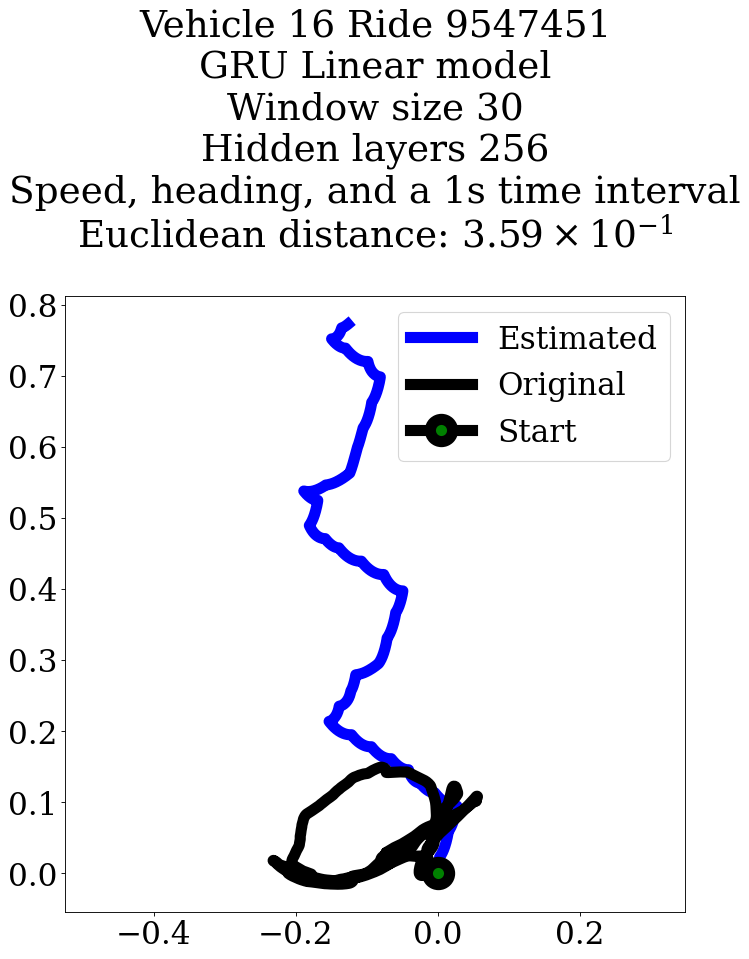 Vehicle 16 Ride 9547451
GRU Linear model
Window size 30
Hidden layers 256
Speed, heading, and a 1s time interval
Euclidean distance: 3.59 × 10⁻¹
0.8
0.7
0.6
0.5
0.4
0.3
0.2
0.1
0.0
Estimated
Original
Start
−0.4
−0.2
0.0
0.2